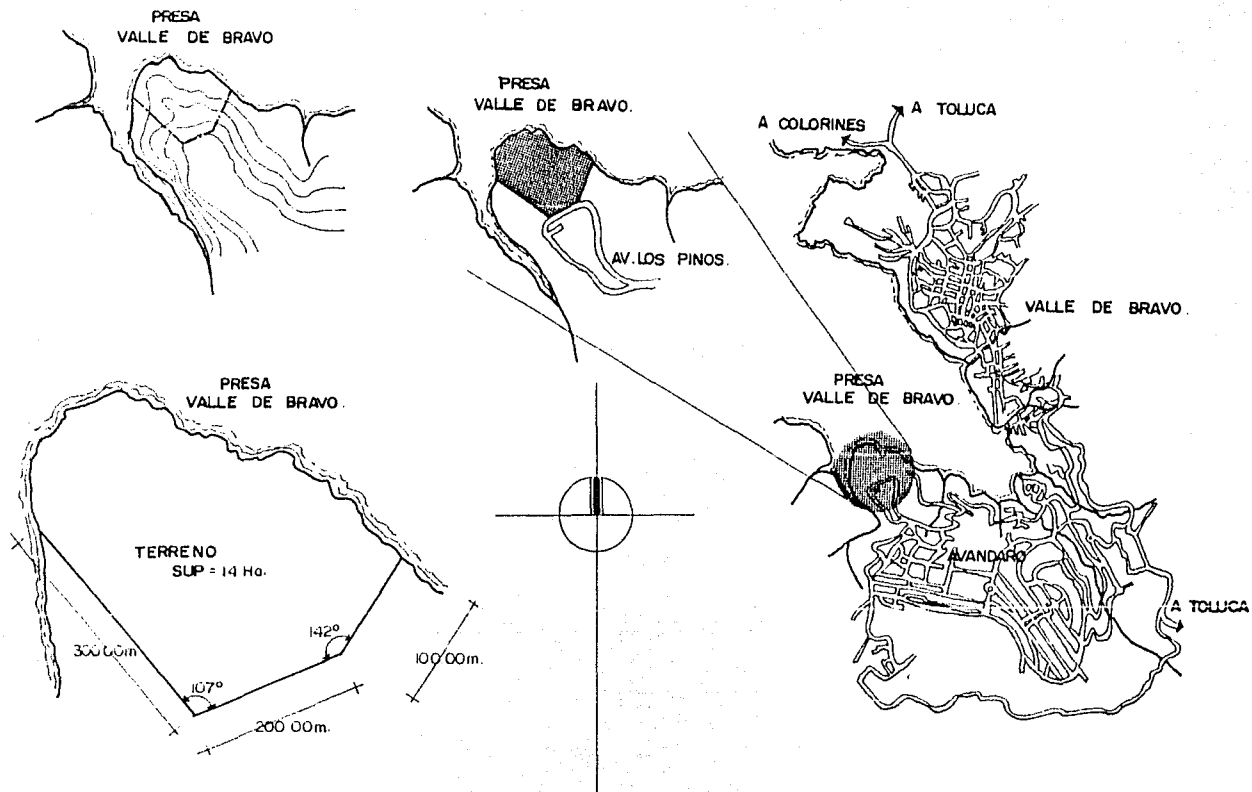 PRESA
VALLE DE BRAVO
PRESA
VALLE DE BRAVO.
AV. LOS PINOS.
A COLORINES
A TOLUCA
VALLE DE BRAVO.
PRESA
VALLE DE BRAVO.
AVANDARO
A TOLUCA
PRESA
VALLE DE BRAVO.
TERRENO
SUP = 14 Ha.
300.00m.
107°
142°
200.00m.
100.00m.